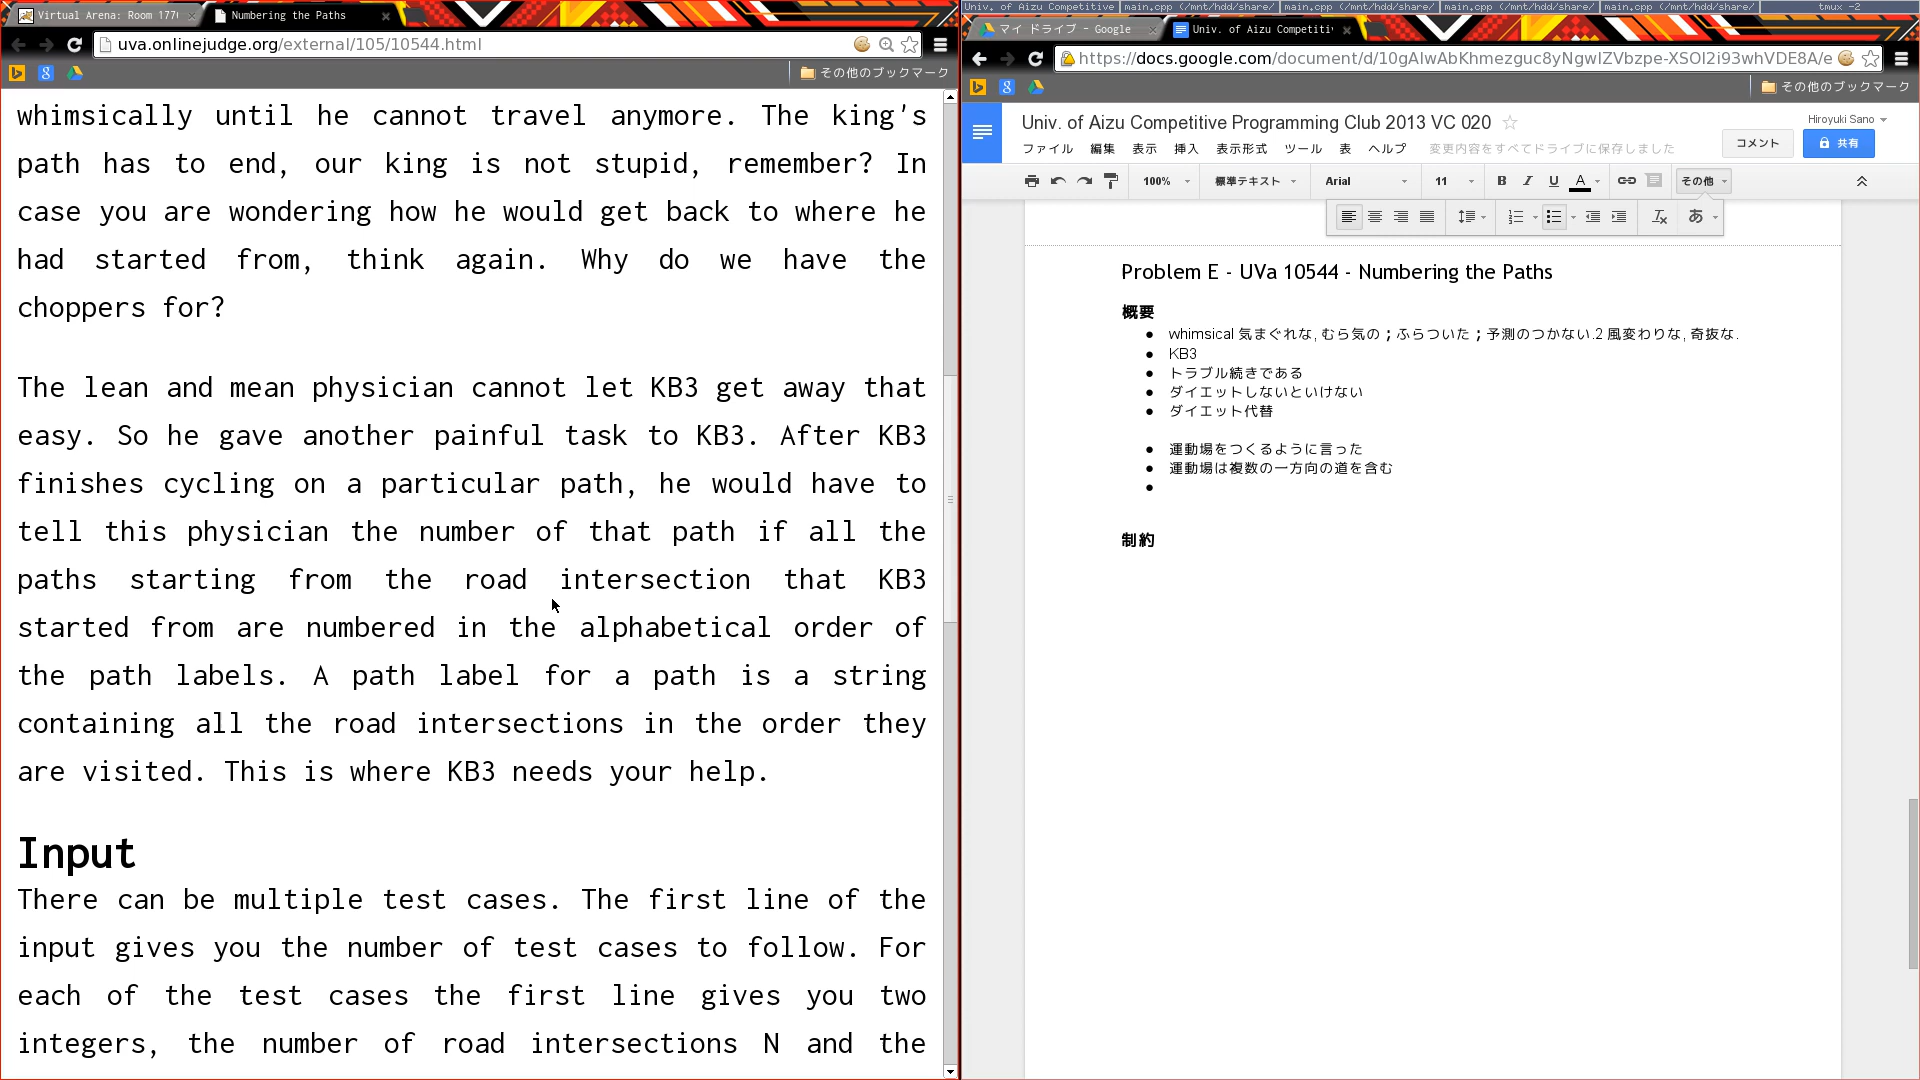 Virtual Arena: Room 177
Numbering the Paths
uva.onlinejudge.org/external/105/10544.html
その他のブックマーク
whimsically until he cannot travel anymore. The king's
path has to end, our king is not stupid, remember? In
case you are wondering how he would get back to where he
had started from, think again. Why do we have the
choppers for?
The lean and mean physician cannot let KB3 get away that
easy. So he gave another painful task to KB3. After KB3
finishes cycling on a particular path, he would have to
tell this physician the number of that path if all the
paths starting from the road intersection that KB3
started from are numbered in the alphabetical order of
the path labels. A path label for a path is a string
containing all the road intersections in the order they
are visited. This is where KB3 needs your help.
Input
There can be multiple test cases. The first line of the
input gives you the number of test cases to follow. For
each of the test cases the first line gives you two
integers, the number of road intersections N and the
Univ. of Aizu Competitive main.cpp (/mnt/hdd/share/ main.cpp (/mnt/hdd/share/ main.cpp (/mnt/hdd/share/ main.cpp (/mnt/hdd/share/ tmux -2
マイ ドライブ - Google
Univ. of Aizu Competiti
https://docs.google.com/document/d/10gAlwAbKhmezguc8yNgwIZVbzpe-XSOI2i93whVDE8A/e
その他のブックマーク
Univ. of Aizu Competitive Programming Club 2013 VC 020
Hiroyuki Sano
ファイル 編集 表示 挿入 表示形式 ツール 表 ヘルプ 変更内容をすべてドライブに保存しました
コメント
共有
100% 標準テキスト Arial 11 B I U A その他
あ
Problem E - UVa 10544 - Numbering the Paths
概要
● whimsical 気まぐれな, むら気の；ふらついた；予測のつかない.2 風変わりな, 奇抜な.
● KB3
● トラブル続きである
● ダイエットしないといけない
● ダイエット代替
● 運動場をつくるように言った
● 運動場は複数の一方向の道を含む
●
制約